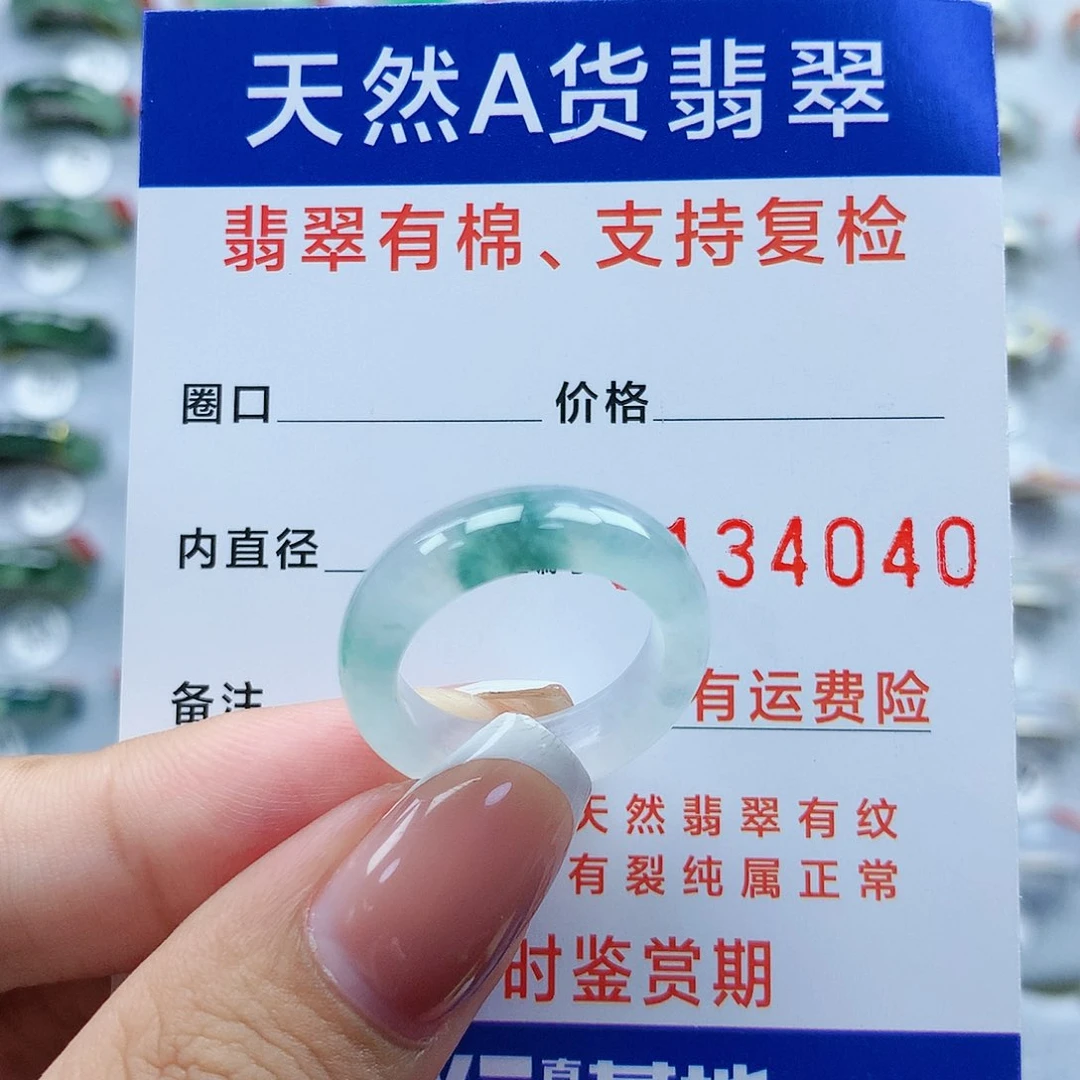 天然A货翡翠
翡翠有棉、支持复检
圈口 价格
内直径 134040
备注 有运费险
天然翡翠有纹
有裂纯属正常
时鉴赏期